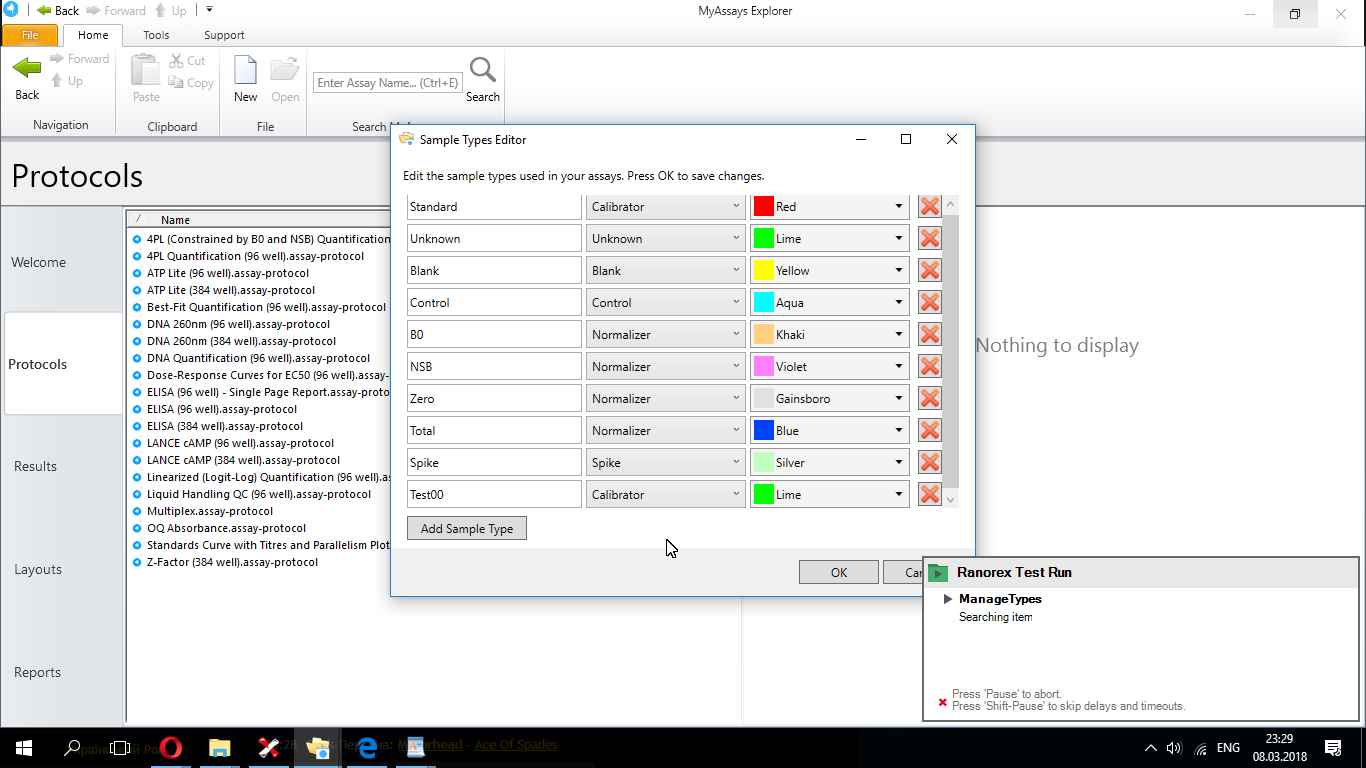 Back Forward Up
MyAssays Explorer
File Home Tools Support
Back
Forward
Up
Paste
Cut
Copy
New
Open
Enter Assay Name... (Ctrl+E)
Search
Navigation Clipboard File Search
Protocols
Welcome
Protocols
Results
Layouts
Reports
Name
4PL (Constrained by B0 and NSB) Quantification
4PL Quantification (96 well).assay-protocol
ATP Lite (96 well).assay-protocol
ATP Lite (384 well).assay-protocol
Best-Fit Quantification (96 well).assay-protocol
DNA 260nm (96 well).assay-protocol
DNA 260nm (384 well).assay-protocol
DNA Quantification (96 well).assay-protocol
Dose-Response Curves for EC50 (96 well).assay-
ELISA (96 well) - Single Page Report.assay-proto
ELISA (96 well).assay-protocol
ELISA (384 well).assay-protocol
LANCE cAMP (96 well).assay-protocol
LANCE cAMP (384 well).assay-protocol
Linearized (Logit-Log) Quantification (96 well).as
Liquid Handling QC (96 well).assay-protocol
Multiplex.assay-protocol
OQ Absorbance.assay-protocol
Standards Curve with Titres and Parallelism Plot
Z-Factor (384 well).assay-protocol
Sample Types Editor
Edit the sample types used in your assays. Press OK to save changes.
Standard Calibrator Red
Unknown Unknown Lime
Blank Blank Yellow
Control Control Aqua
B0 Normalizer Khaki
NSB Normalizer Violet
Zero Normalizer Gainsboro
Total Normalizer Blue
Spike Spike Silver
Test00 Calibrator Lime
Add Sample Type
OK Can
Nothing to display
Ranorex Test Run
ManageTypes
Searching item
Press 'Pause' to abort.
Press 'Shift-Pause' to skip delays and timeouts.
Ace Of Spades
ENG
23:29
08.03.2018